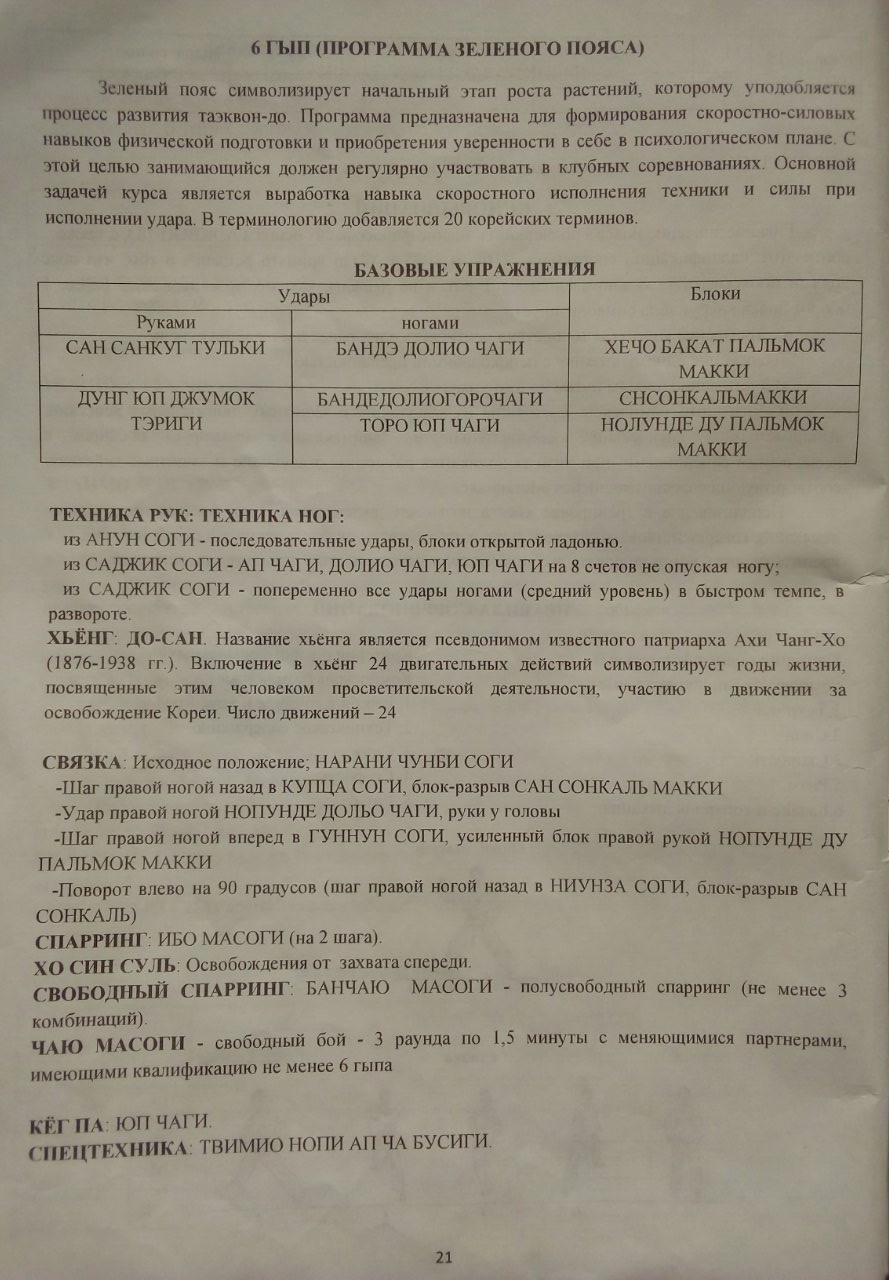 6 ГЫП (ПРОГРАММА ЗЕЛЕНОГО ПОЯСА)
Зеленый пояс символизирует начальный этап роста растений, которому уподобляется
процесс развития таэквон-до. Программа предназначена для формирования скоростно-силовых
навыков физической подготовки и приобретения уверенности в себе в психологическом плане. С
этой целью занимающийся должен регулярно участвовать в клубных соревнованиях. Основной
задачей курса является выработка навыка скоростного исполнения техники и силы при
исполнении удара. В терминологию добавляется 20 корейских терминов.
БАЗОВЫЕ УПРАЖНЕНИЯ
Удары
Блоки
Руками
ногами
САН САНКУГ ТУЛЬКИ
БАНДЭ ДОЛИО ЧАГИ
ХЕЧО БАКАТ ПАЛЬМОК
МАККИ
ДУНГ ЮП ДЖУМОК
ТЭРИГИ
БАНДЕДОЛИОГОРОЧАГИ
СНСОНКАЛЬМАККИ
ТОРО ЮП ЧАГИ
НОЛУНДЕ ДУ ПАЛЬМОК
МАККИ
ТЕХНИКА РУК: ТЕХНИКА НОГ:
из АНУН СОГИ - последовательные удары, блоки открытой ладонью.
из САДЖИК СОГИ - АП ЧАГИ, ДОЛИО ЧАГИ, ЮП ЧАГИ на 8 счетов не опуская ногу;
из САДЖИК СОГИ - попеременно все удары ногами (средний уровень) в быстром темпе, в
развороте.
ХЬЁНГ: ДО-САН. Название хьёнга является псевдонимом известного патриарха Ахи Чанг-Хо
(1876-1938 гг.). Включение в хьёнг 24 двигательных действий символизирует годы жизни,
посвященные этим человеком просветительской деятельности, участию в движении за
освобождение Кореи. Число движений – 24
СВЯЗКА: Исходное положение; НАРАНИ ЧУНБИ СОГИ
-Шаг правой ногой назад в КУПЦА СОГИ, блок-разрыв САН СОНКАЛЬ МАККИ
-Удар правой ногой НОПУНДЕ ДОЛЬО ЧАГИ, руки у головы
-Шаг правой ногой вперед в ГУННУН СОГИ, усиленный блок правой рукой НОПУНДЕ ДУ
ПАЛЬМОК МАККИ
-Поворот влево на 90 градусов (шаг правой ногой назад в НИУНЗА СОГИ, блок-разрыв САН
СОНКАЛЬ)
СПАРРИНГ: ИБО МАСОГИ (на 2 шага).
ХО СИН СУЛЬ: Освобождения от захвата спереди.
СВОБОДНЫЙ СПАРРИНГ: БАНЧАЮ МАСОГИ - полусвободный спарринг (не менее 3
комбинаций).
ЧАЮ МАСОГИ - свободный бой - 3 раунда по 1,5 минуты с меняющимися партнерами,
имеющими квалификацию не менее 6 гыпа
КЁГ ПА: ЮП ЧАГИ.
СПЕЦТЕХНИКА: ТВИМИО НОПИ АП ЧА БУСИГИ.
21